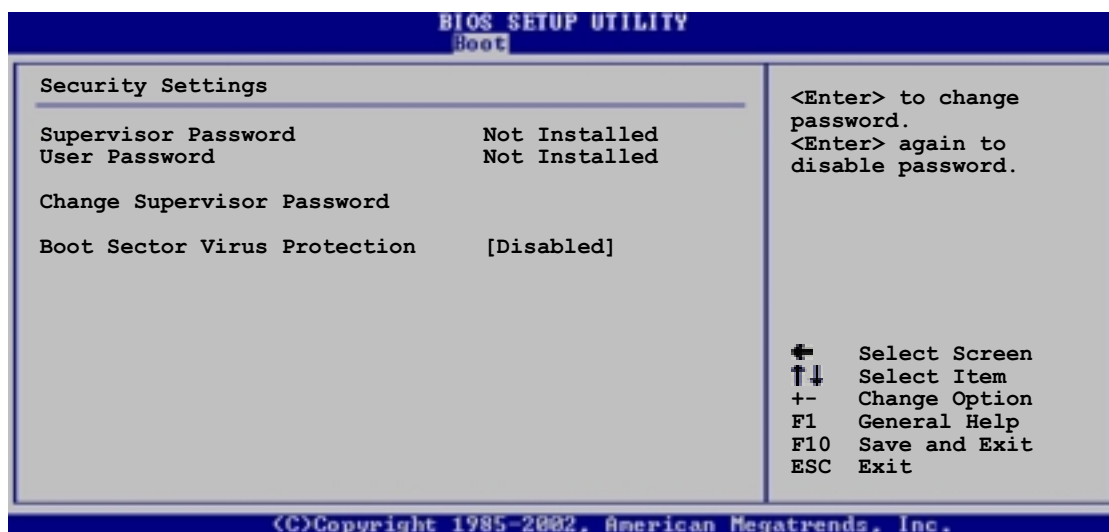 BIOS SETUP UTILITY
Boot
Security Settings
Supervisor Password Not Installed
User Password Not Installed
Change Supervisor Password
Boot Sector Virus Protection [Disabled]
<Enter> to change
password.
<Enter> again to
disable password.
← Select Screen
↑↓ Select Item
+- Change Option
F1 General Help
F10 Save and Exit
ESC Exit
(C)Copyright 1985-2002, American Megatrends, Inc.